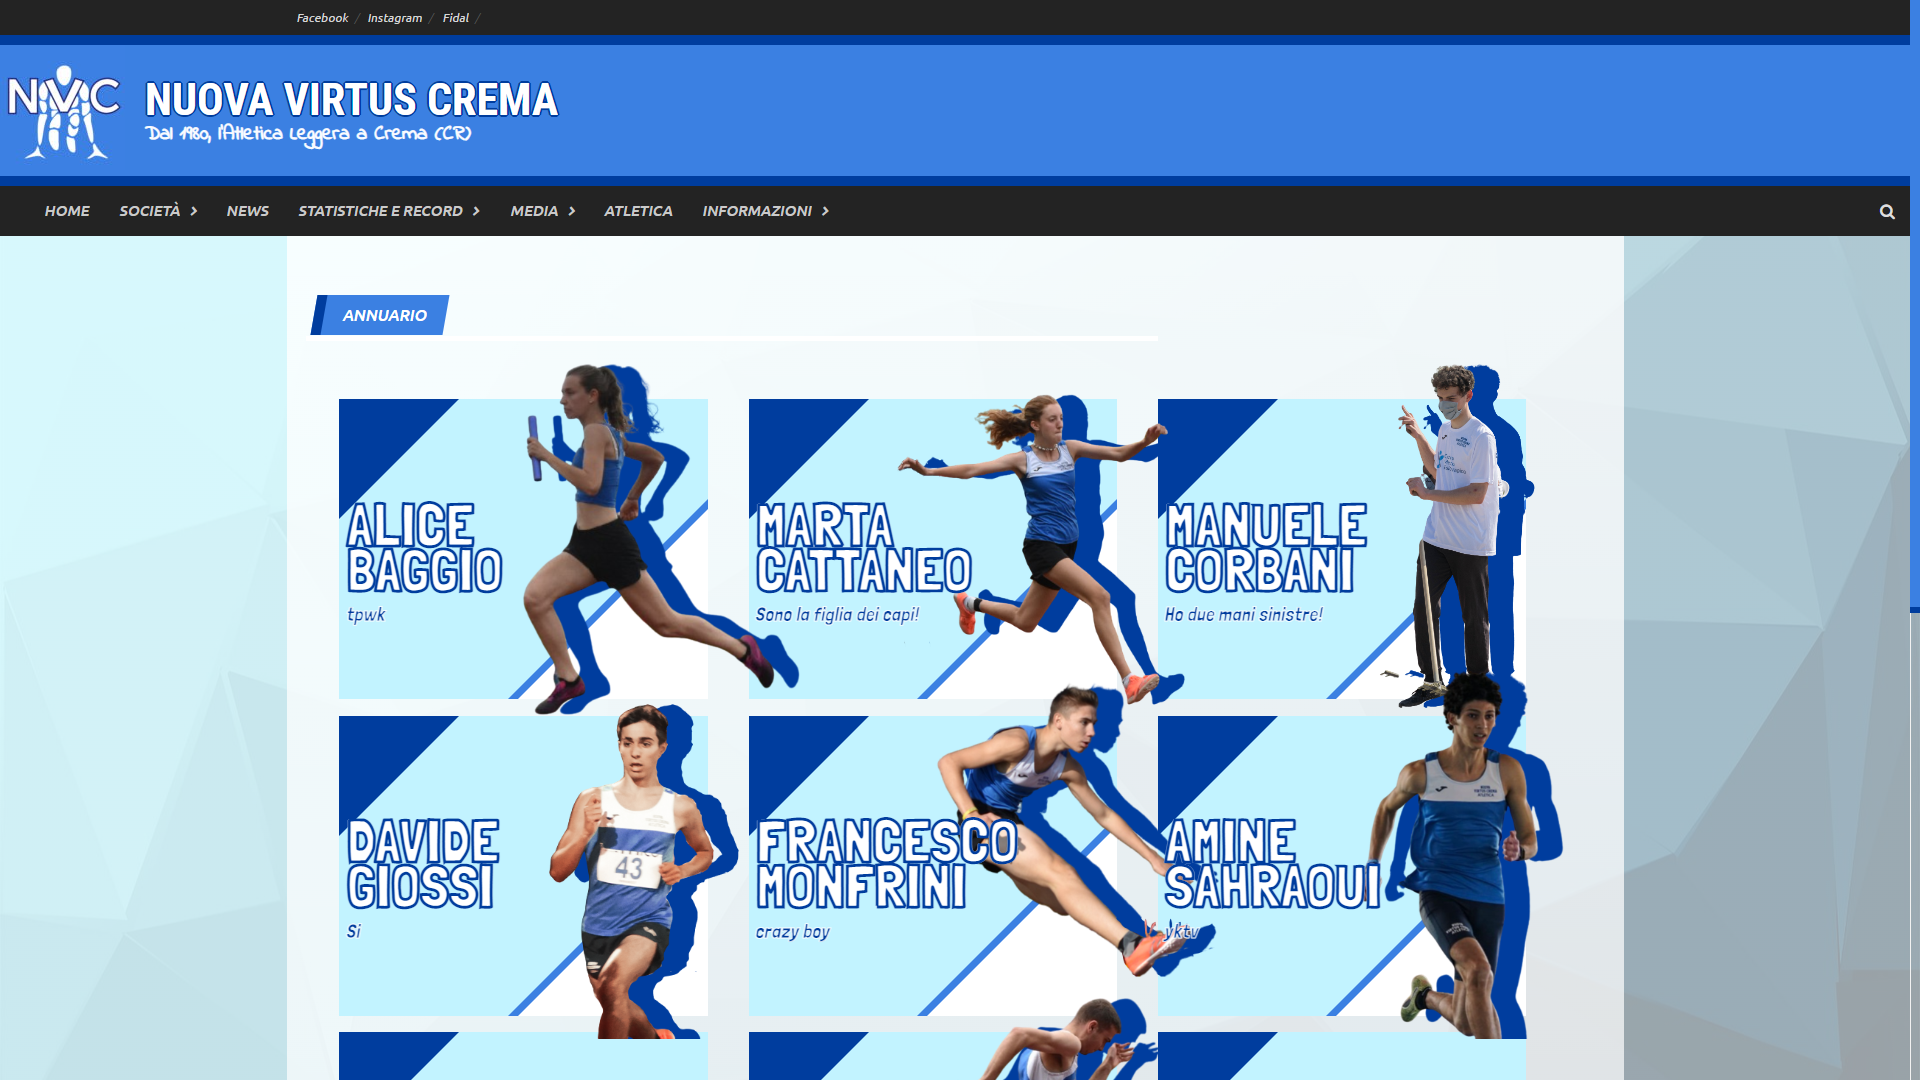 Facebook / Instagram / Fidal /
NVC
NUOVA VIRTUS CREMA
Dal 1980, l'Atletica Leggera a Crema (CR)
HOME SOCIETÀ NEWS STATISTICHE E RECORD MEDIA ATLETICA INFORMAZIONI
ANNUARIO
ALICE
BAGGIO
tpwk
MARTA
CATTANEO
Sono la figlia dei capi!
MANUELE
CORBANI
Ho due mani sinistre!
DAVIDE
GIOSSI
Si
43
FRANCESCO
MONFRINI
crazy boy
AMINE
SAHRAOUI
yktv